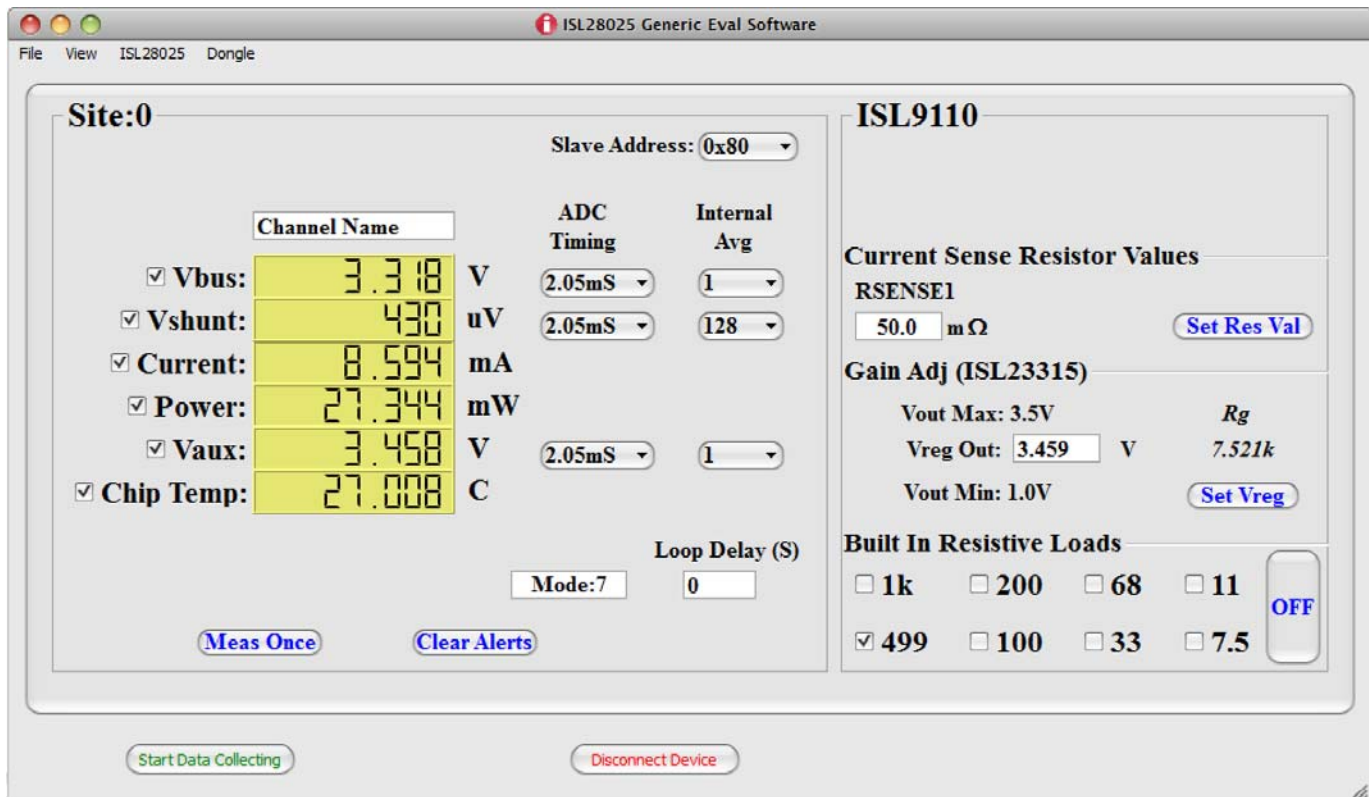 ISL28025 Generic Eval Software
File View ISL28025 Dongle
Site:0
Slave Address: 0x80
Channel Name
ADC Timing
Internal Avg
Vbus: 3.318 V 2.05mS 1
Vshunt: 430 uV 2.05mS 128
Current: 8.594 mA
Power: 27.344 mW
Vaux: 3.458 V 2.05mS 1
Chip Temp: 27.008 C
Loop Delay (S)
Mode:7 0
Meas Once Clear Alerts
ISL9110
Current Sense Resistor Values
RSENSE1
50.0 mΩ Set Res Val
Gain Adj (ISL23315)
Vout Max: 3.5V Rg
Vreg Out: 3.459 V 7.521k
Vout Min: 1.0V Set Vreg
Built In Resistive Loads
1k 200 68 11
OFF
499 100 33 7.5
Start Data Collecting Disconnect Device